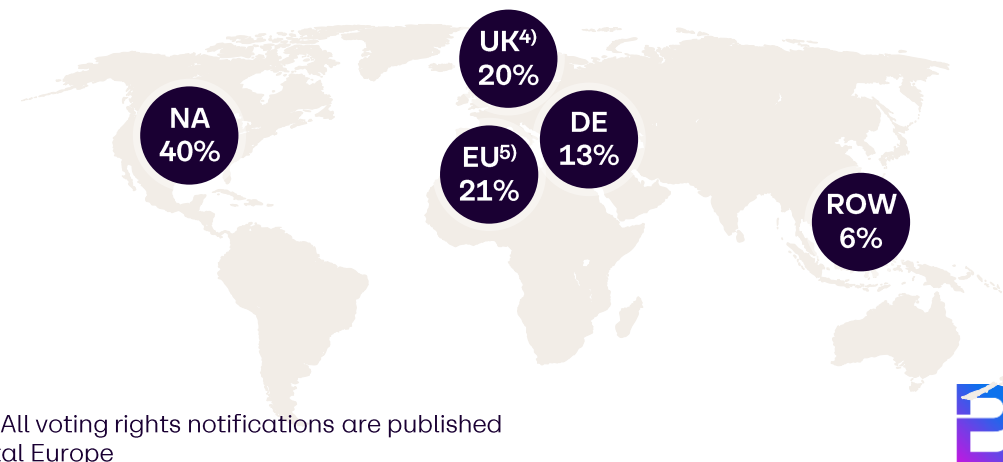 UK4)
20%
NA
40%
DE
13%
EU5)
21%
ROW
6%
All voting rights notifications are published
al Europe